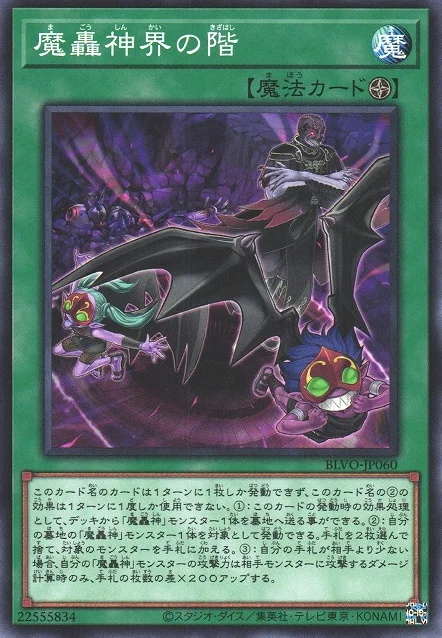 魔轟神界の階
魔
【魔法カード】
BLVO-JP060
このカード名のカードは1ターンに1枚しか発動できず、このカード名の②の
効果は1ターンに1度しか使用できない。①：このカードの発動時の効果処理
として、デッキから「魔轟神」モンスター1体を墓地へ送る事ができる。②：自分
の墓地の「魔轟神」モンスター1体を対象として発動できる。手札を2枚選んで
捨て、対象のモンスターを手札に加える。③：自分の手札が相手より少ない
場合、自分の「魔轟神」モンスターの攻撃力は相手モンスターに攻撃するダメージ
計算時のみ、手札の枚数の差×200アップする。
22555834
©スタジオ・ダイス/集英社・テレビ東京・KONAMI